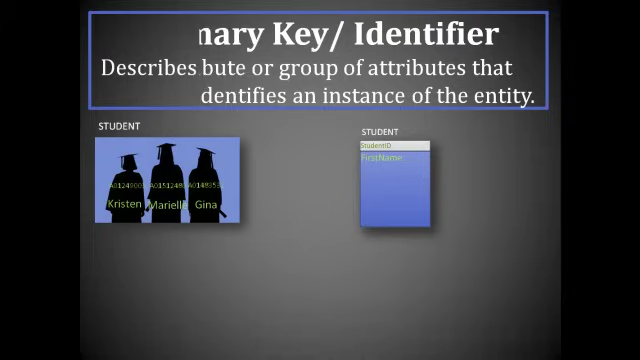 nary Key/ Identifier
Describes bute or group of attributes that
dentifies an instance of the entity.
STUDENT
Kristen Marielle Gina
STUDENT
StudentID
FirstName